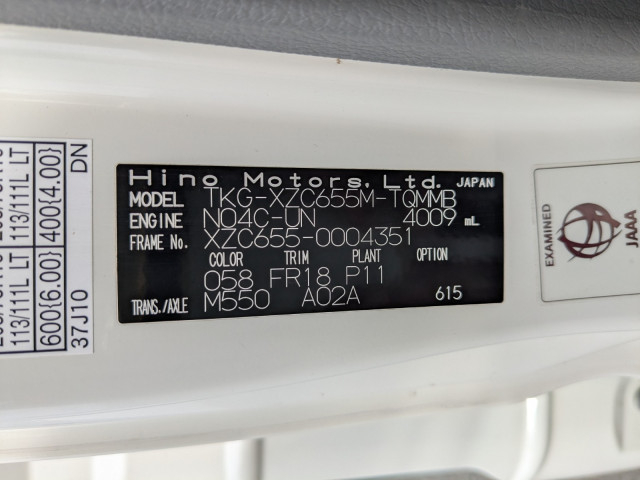 Hino Motors, Ltd. JAPAN
MODEL TKG-XZC655M-TQMMB
ENGINE N04C-UN 4009 mL
FRAME No. XZC655-0004351
COLOR TRIM PLANT
058 FR18 P11
TRANS./AXLE M550 A02A 615
113/111L LT 113/111L LT
600(6.00) 400(4.00)
37J10 DN
EXAMINED
JAAA